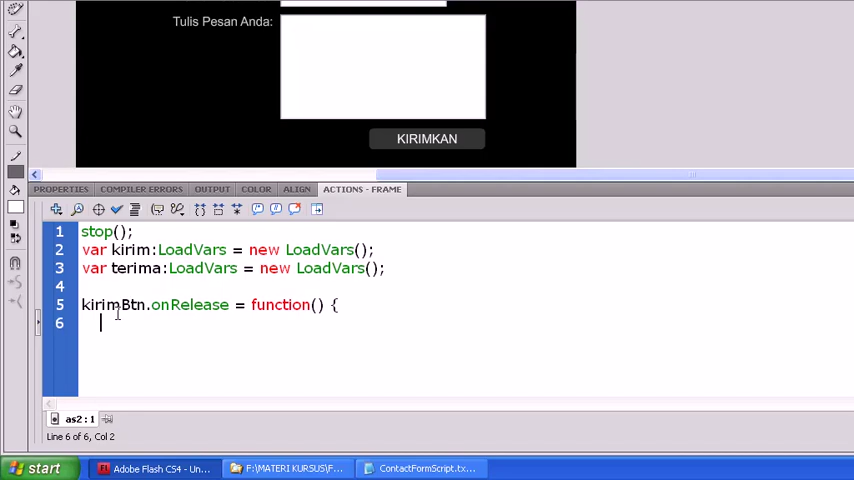 Tulis Pesan Anda:
KIRIMKAN
PROPERTIES COMPILER ERRORS OUTPUT COLOR ALIGN ACTIONS - FRAME
1 stop();
2 var kirim:LoadVars = new LoadVars();
3 var terima:LoadVars = new LoadVars();
4
5 kirimBtn.onRelease = function() {
6
as2 : 1
Line 6 of 6, Col 2
start Adobe Flash CS4 - Un... F:\MATERI KURSUS\F... ContactFormScript.tx...